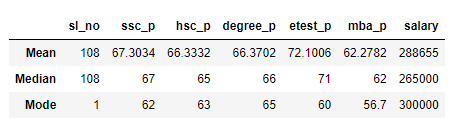 sl_no ssc_p hsc_p degree_p etest_p mba_p salary
Mean 108 67.3034 66.3332 66.3702 72.1006 62.2782 288655
Median 108 67 65 66 71 62 265000
Mode 1 62 63 65 60 56.7 300000